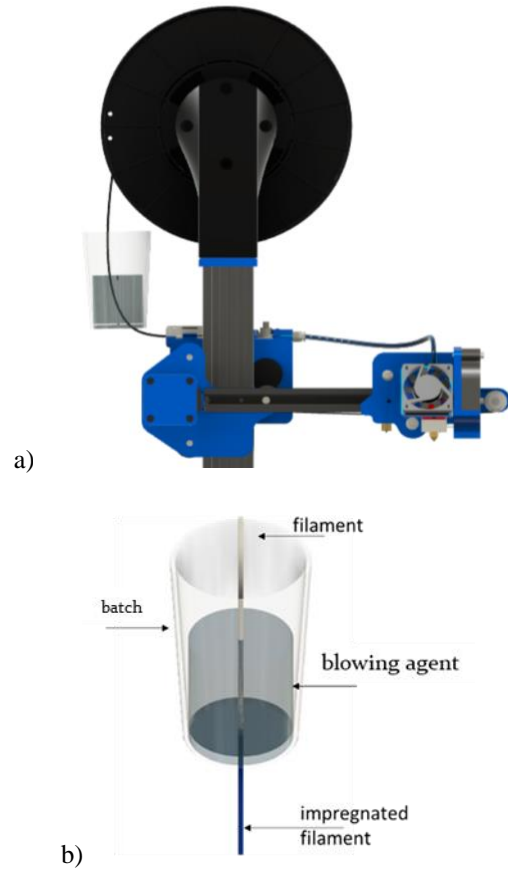 a)
filament
batch
blowing agent
impregnated
filament
b)